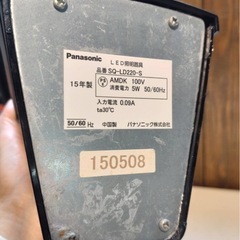 Panasonic LED照明器具
品番 SQ-LD220-S
15年製
AMDK 100V
消費電力 5W 50/60Hz
入力電流 0.09A
ta30℃
50/60 Hz 中国製 パナソニック株式会社
150508